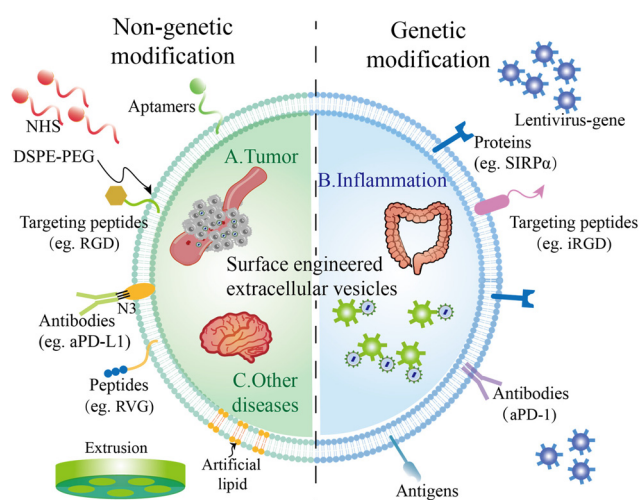 Non-genetic
modification
Genetic
modification
NHS
Aptamers
DSPE-PEG
Targeting peptides
(eg. RGD)
N3
Antibodies
(eg. aPD-L1)
Peptides
(eg. RVG)
Extrusion
Artificial
lipid
A.Tumor
B.Inflammation
Surface engineered
extracellular vesicles
C.Other
diseases
Lentivirus-gene
Proteins
(eg. SIRPα)
Targeting peptides
(eg. iRGD)
Antibodies
(aPD-1)
Antigens